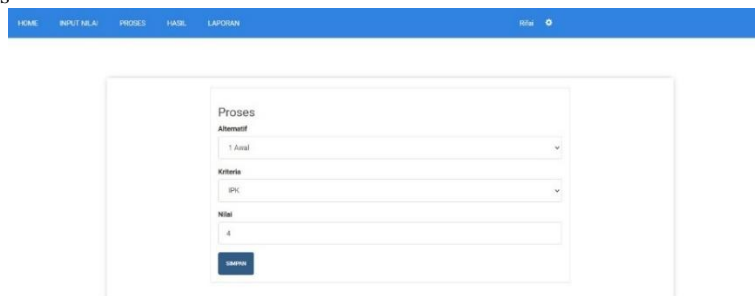 HOME INPUT NILAI PROSES HASIL LAPORAN Rifai
Proses
Alternatif
1 Awal
Kriteria
IPK
Nilai
4
SIMPAN